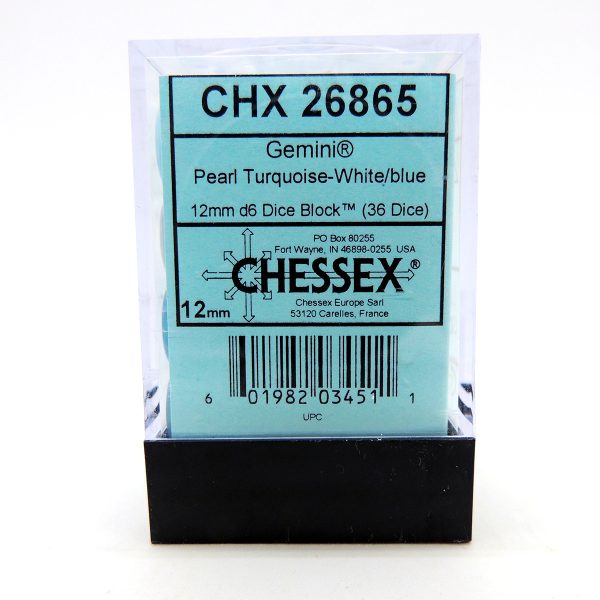 CHX 26865
Gemini®
Pearl Turquoise-White/blue
12mm d6 Dice Block™ (36 Dice)
PO Box 80255
Fort Wayne, IN 46898-0255 USA
CHESSEX®
Chessex Europe Sarl
53120 Carelles, France
12mm
6 01982 03451 1
UPC